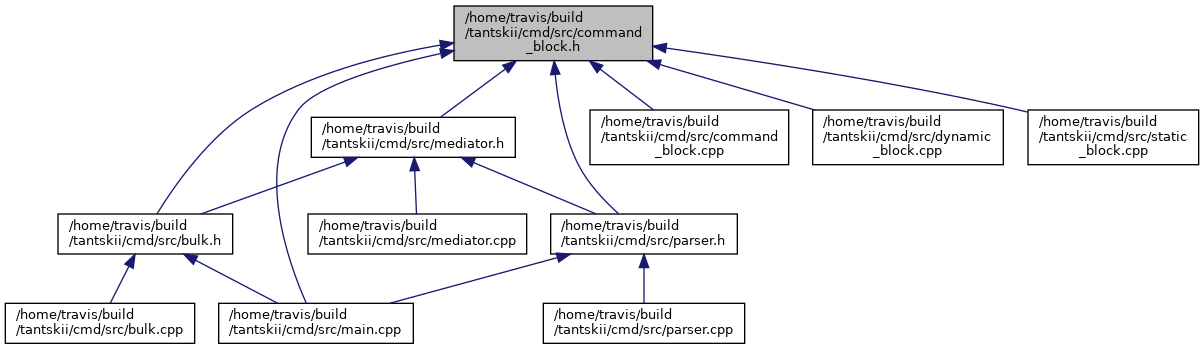 /home/travis/build
/tantskii/cmd/src/command
_block.h
/home/travis/build
/tantskii/cmd/src/mediator.h
/home/travis/build
/tantskii/cmd/src/command
_block.cpp
/home/travis/build
/tantskii/cmd/src/dynamic
_block.cpp
/home/travis/build
/tantskii/cmd/src/static
_block.cpp
/home/travis/build
/tantskii/cmd/src/bulk.h
/home/travis/build
/tantskii/cmd/src/mediator.cpp
/home/travis/build
/tantskii/cmd/src/parser.h
/home/travis/build
/tantskii/cmd/src/bulk.cpp
/home/travis/build
/tantskii/cmd/src/main.cpp
/home/travis/build
/tantskii/cmd/src/parser.cpp